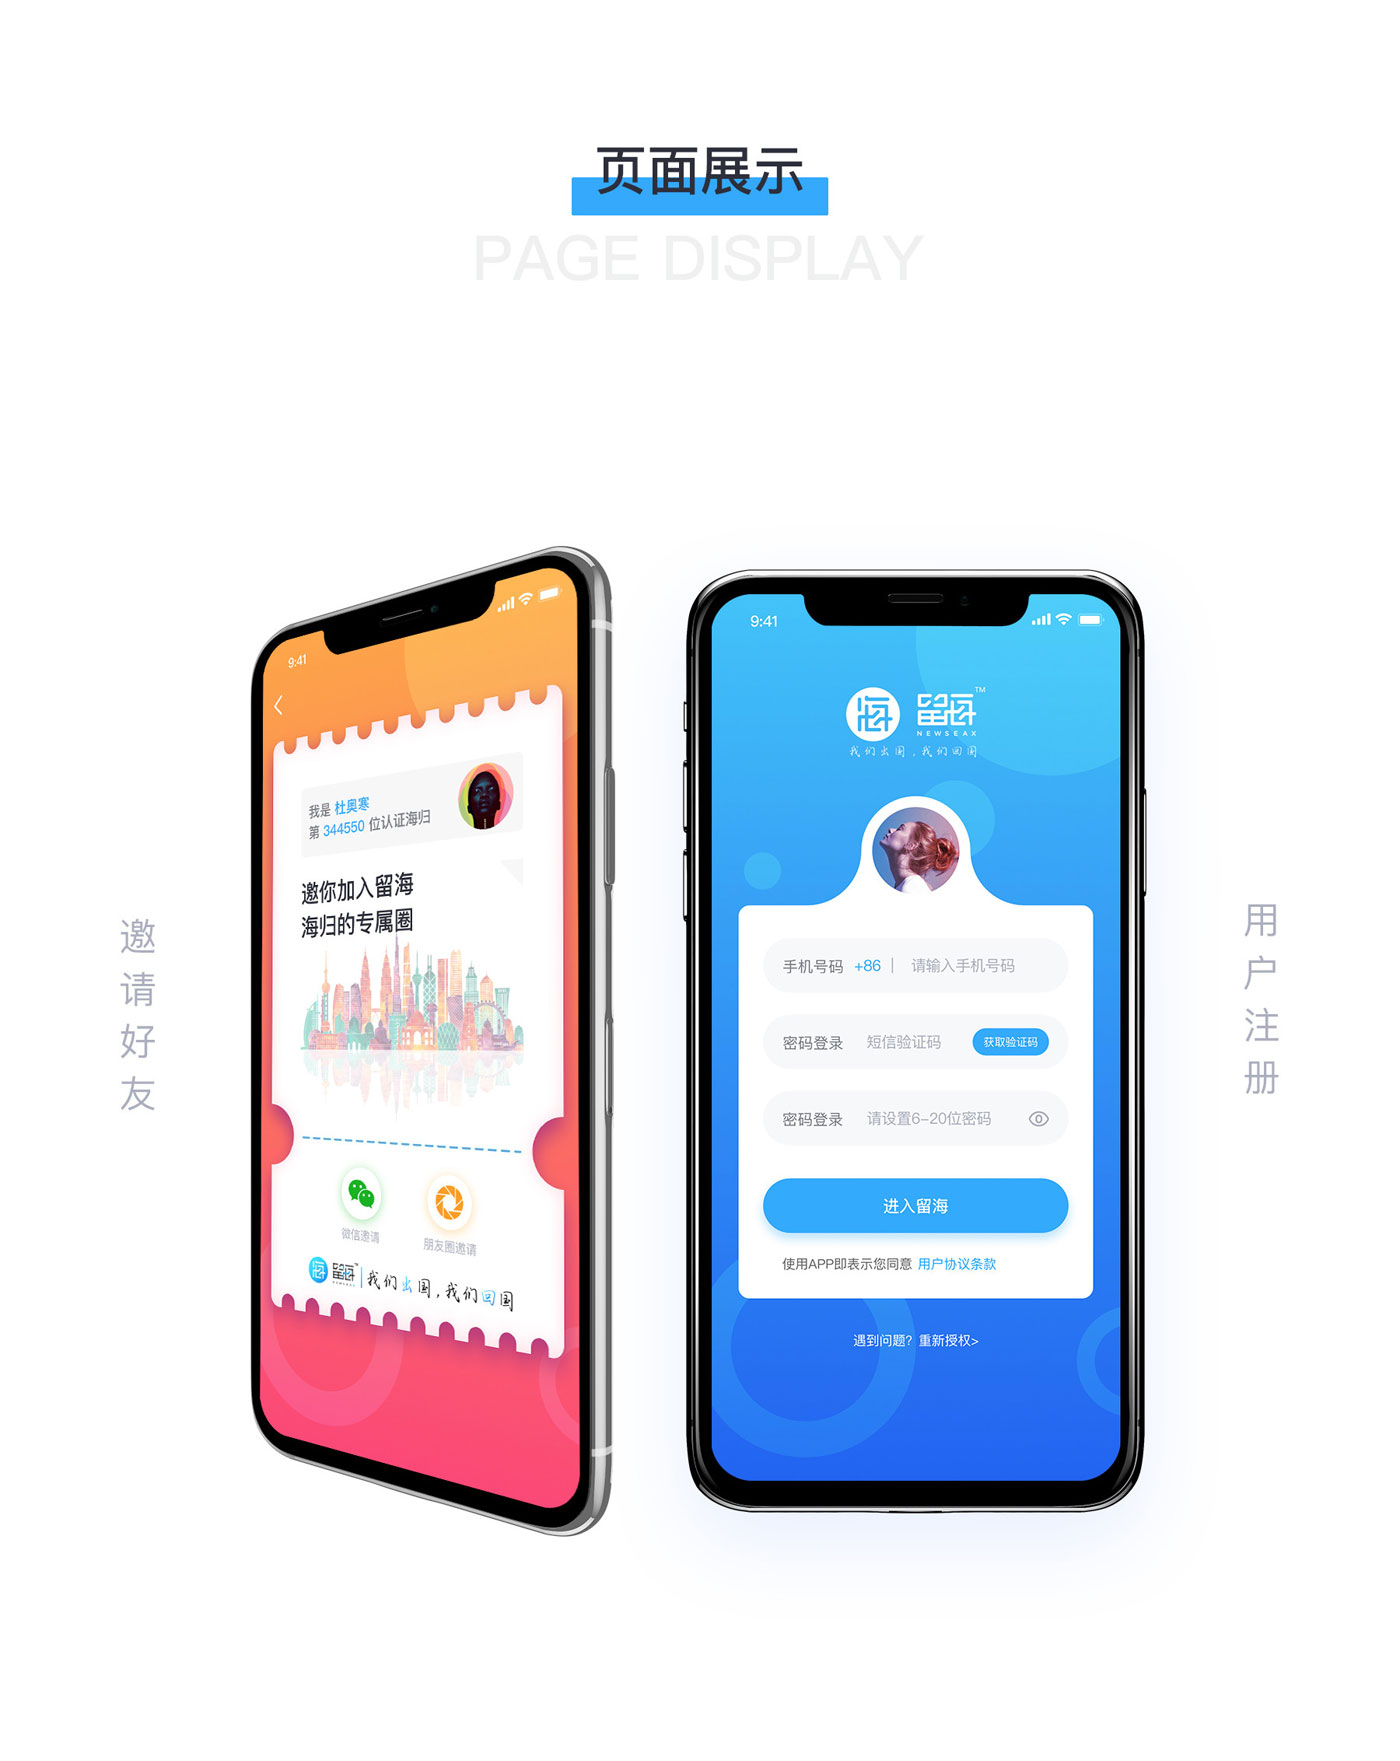 页面展示
PAGE DISPLAY
邀请好友
9:41
我是 杜奥寒
第 344550 位认证海归
邀你加入留海
海归的专属圈
微信邀请
朋友圈邀请
海 留海™
NEWSEAX
我们出国,我们回国
9:41
海 留海™
NEWSEAX
我们出国,我们回国
手机号码 +86 | 请输入手机号码
密码登录 短信验证码 获取验证码
密码登录 请设置6-20位密码
进入留海
使用APP即表示您同意 用户协议条款
遇到问题?重新授权>
用户注册